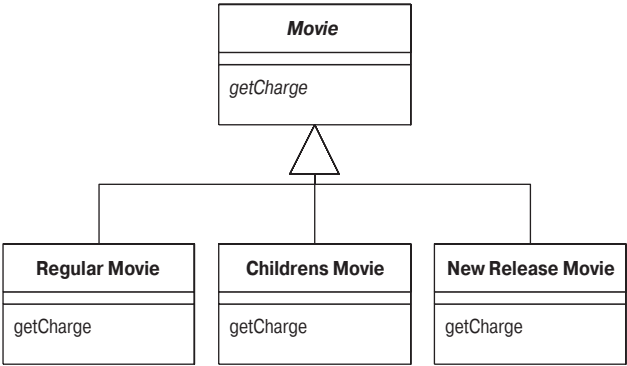 Movie
getCharge
Regular Movie
Childrens Movie
New Release Movie
getCharge
getCharge
getCharge